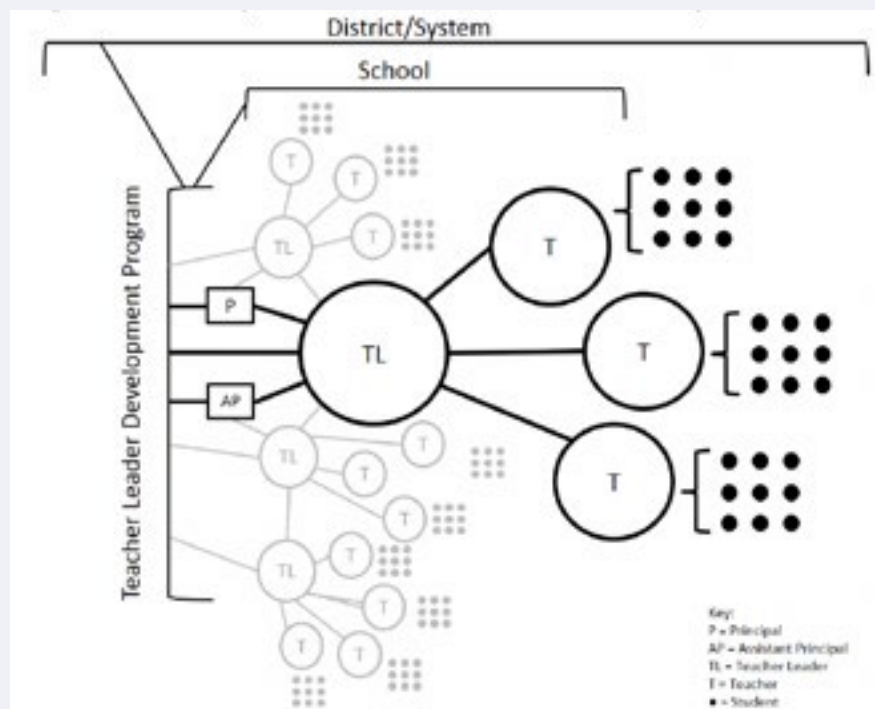 District/System
School
Teacher Leader Development Program
T
T
T
TL
P
TL
AP
T
T
T
TL
T
T
T
TL
T
T
T
T
Key:
P = Principal
AP = Assistant Principal
TL = Teacher Leader
T = Teacher
● = Student